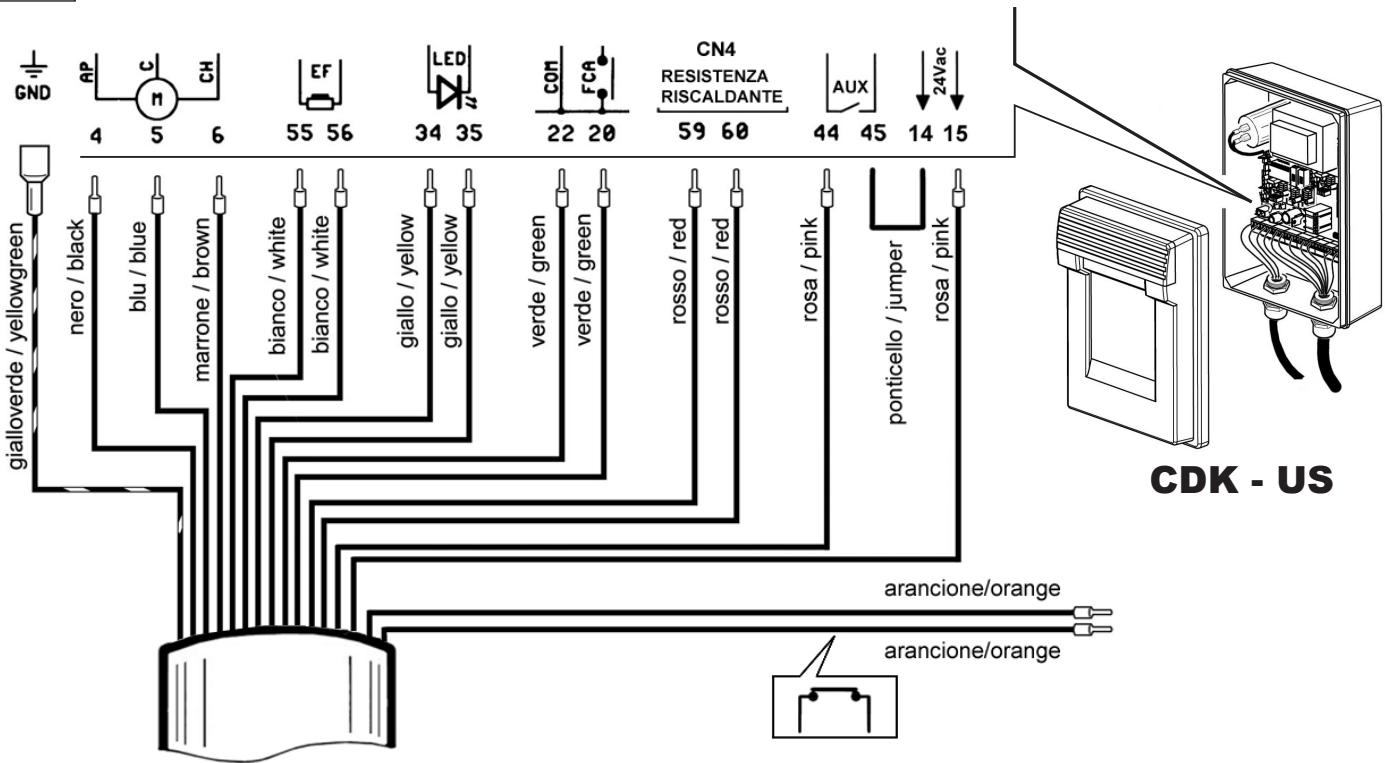 GND
AP
C
CH
M
EF
LED
COM
FCA
CN4
RESISTENZA
RISCALDANTE
AUX
24Vac
4 5 6 55 56 34 35 22 20 59 60 44 45 14 15
gialloverde / yellowgreen
nero / black
blu / blue
marrone / brown
bianco / white
bianco / white
giallo / yellow
giallo / yellow
verde / green
verde / green
rosso / red
rosso / red
rosa / pink
ponticello / jumper
rosa / pink
CDK - US
arancione/orange
arancione/orange